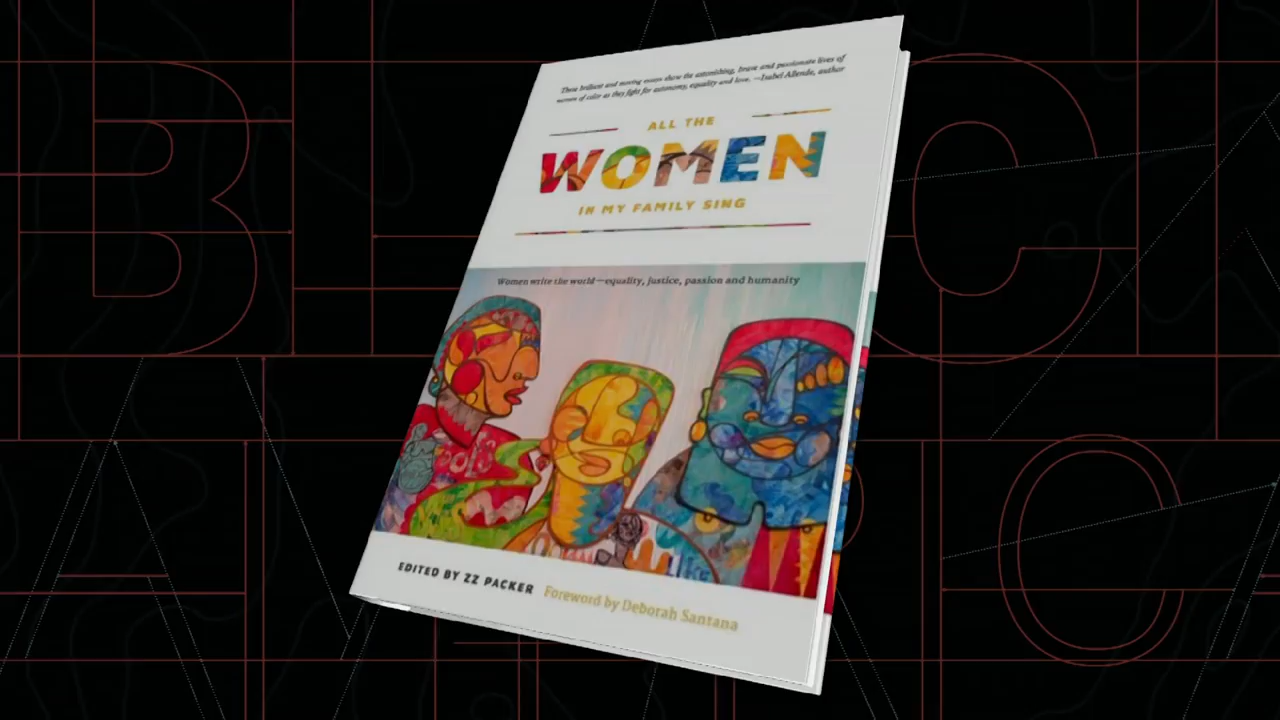 These brilliant and moving essays show the astonishing, brave and passionate lives of
women of color as they fight for autonomy, equality and love. —Isabel Allende, author
ALL THE
WOMEN
IN MY FAMILY SING
Women write the world—equality, justice, passion and humanity
EDITED BY ZZ PACKER Foreword by Deborah Santana